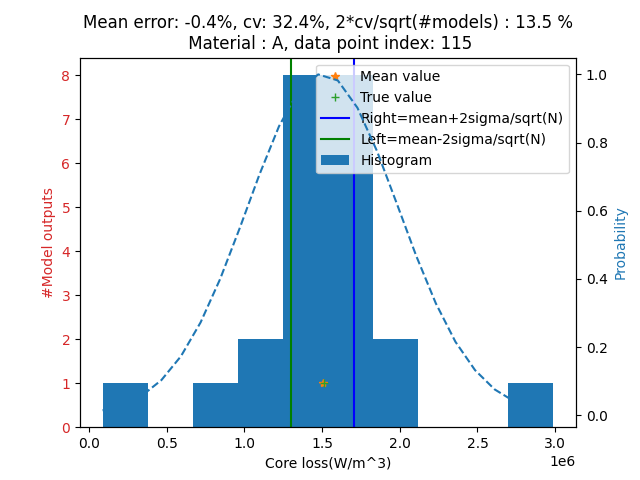 Mean error: -0.4%, cv: 32.4%, 2*cv/sqrt(#models) : 13.5 %
Material : A, data point index: 115
Mean value
True value
Right=mean+2sigma/sqrt(N)
Left=mean-2sigma/sqrt(N)
Histogram
#Model outputs
8
7
6
5
4
3
2
1
0
1.0
0.8
0.6
0.4
0.2
0.0
Probability
0.0 0.5 1.0 1.5 2.0 2.5 3.0
1e6
Core loss(W/m^3)